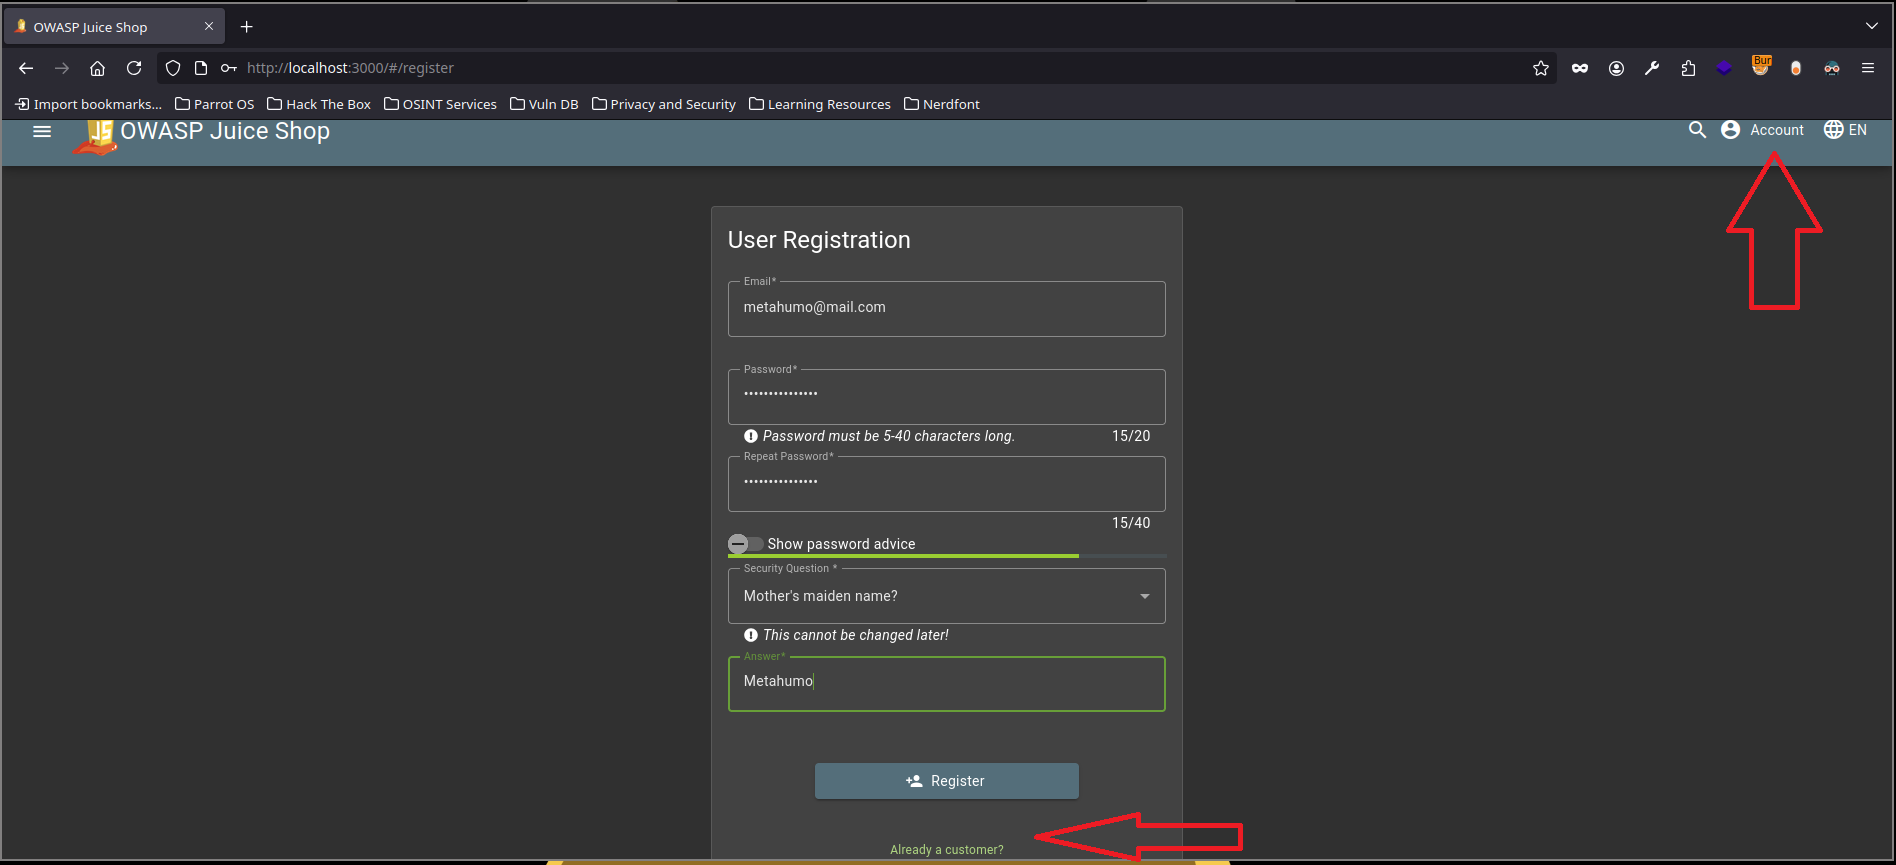 OWASP Juice Shop
http://localhost:3000/#/register
Bur
Import bookmarks... Parrot OS Hack The Box OSINT Services Vuln DB Privacy and Security Learning Resources Nerdfont
JS OWASP Juice Shop Account EN
User Registration
Email*
metahumo@mail.com
Password*
•••••••••••••••
Password must be 5-40 characters long. 15/20
Repeat Password*
•••••••••••••••
15/40
Show password advice
Security Question *
Mother's maiden name?
This cannot be changed later!
Answer*
Metahumo
Register
Already a customer?